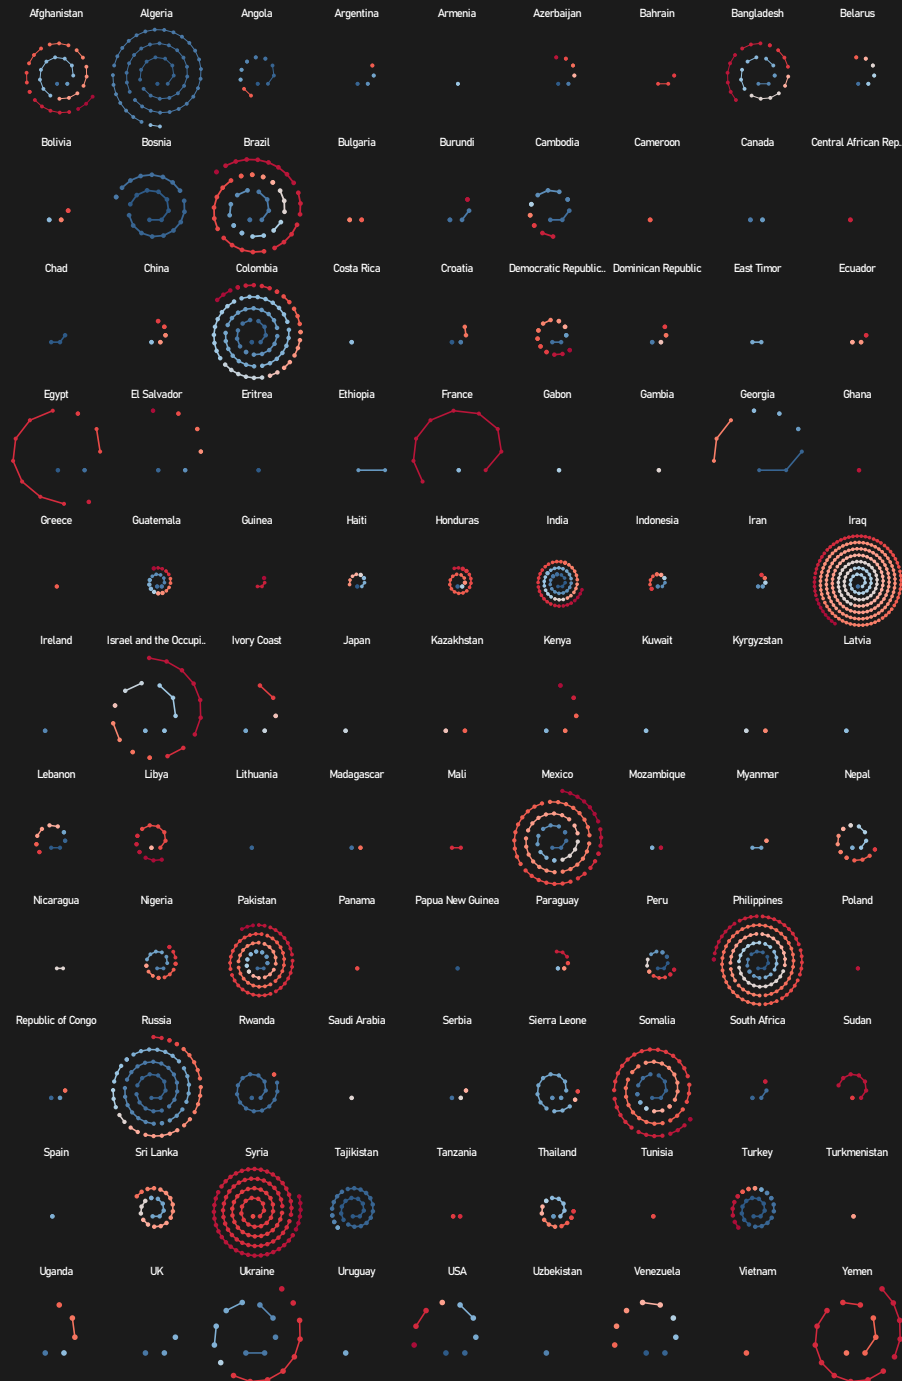 Afghanistan Algeria Angola Argentina Armenia Azerbaijan Bahrain Bangladesh Belarus
Bolivia Bosnia Brazil Bulgaria Burundi Cambodia Cameroon Canada Central African Rep..
Chad China Colombia Costa Rica Croatia Democratic Republic.. Dominican Republic East Timor Ecuador
Egypt El Salvador Eritrea Ethiopia France Gabon Gambia Georgia Ghana
Greece Guatemala Guinea Haiti Honduras India Indonesia Iran Iraq
Ireland Israel and the Occupi.. Ivory Coast Japan Kazakhstan Kenya Kuwait Kyrgyzstan Latvia
Lebanon Libya Lithuania Madagascar Mali Mexico Mozambique Myanmar Nepal
Nicaragua Nigeria Pakistan Panama Papua New Guinea Paraguay Peru Philippines Poland
Republic of Congo Russia Rwanda Saudi Arabia Serbia Sierra Leone Somalia South Africa Sudan
Spain Sri Lanka Syria Tajikistan Tanzania Thailand Tunisia Turkey Turkmenistan
Uganda UK Ukraine Uruguay USA Uzbekistan Venezuela Vietnam Yemen